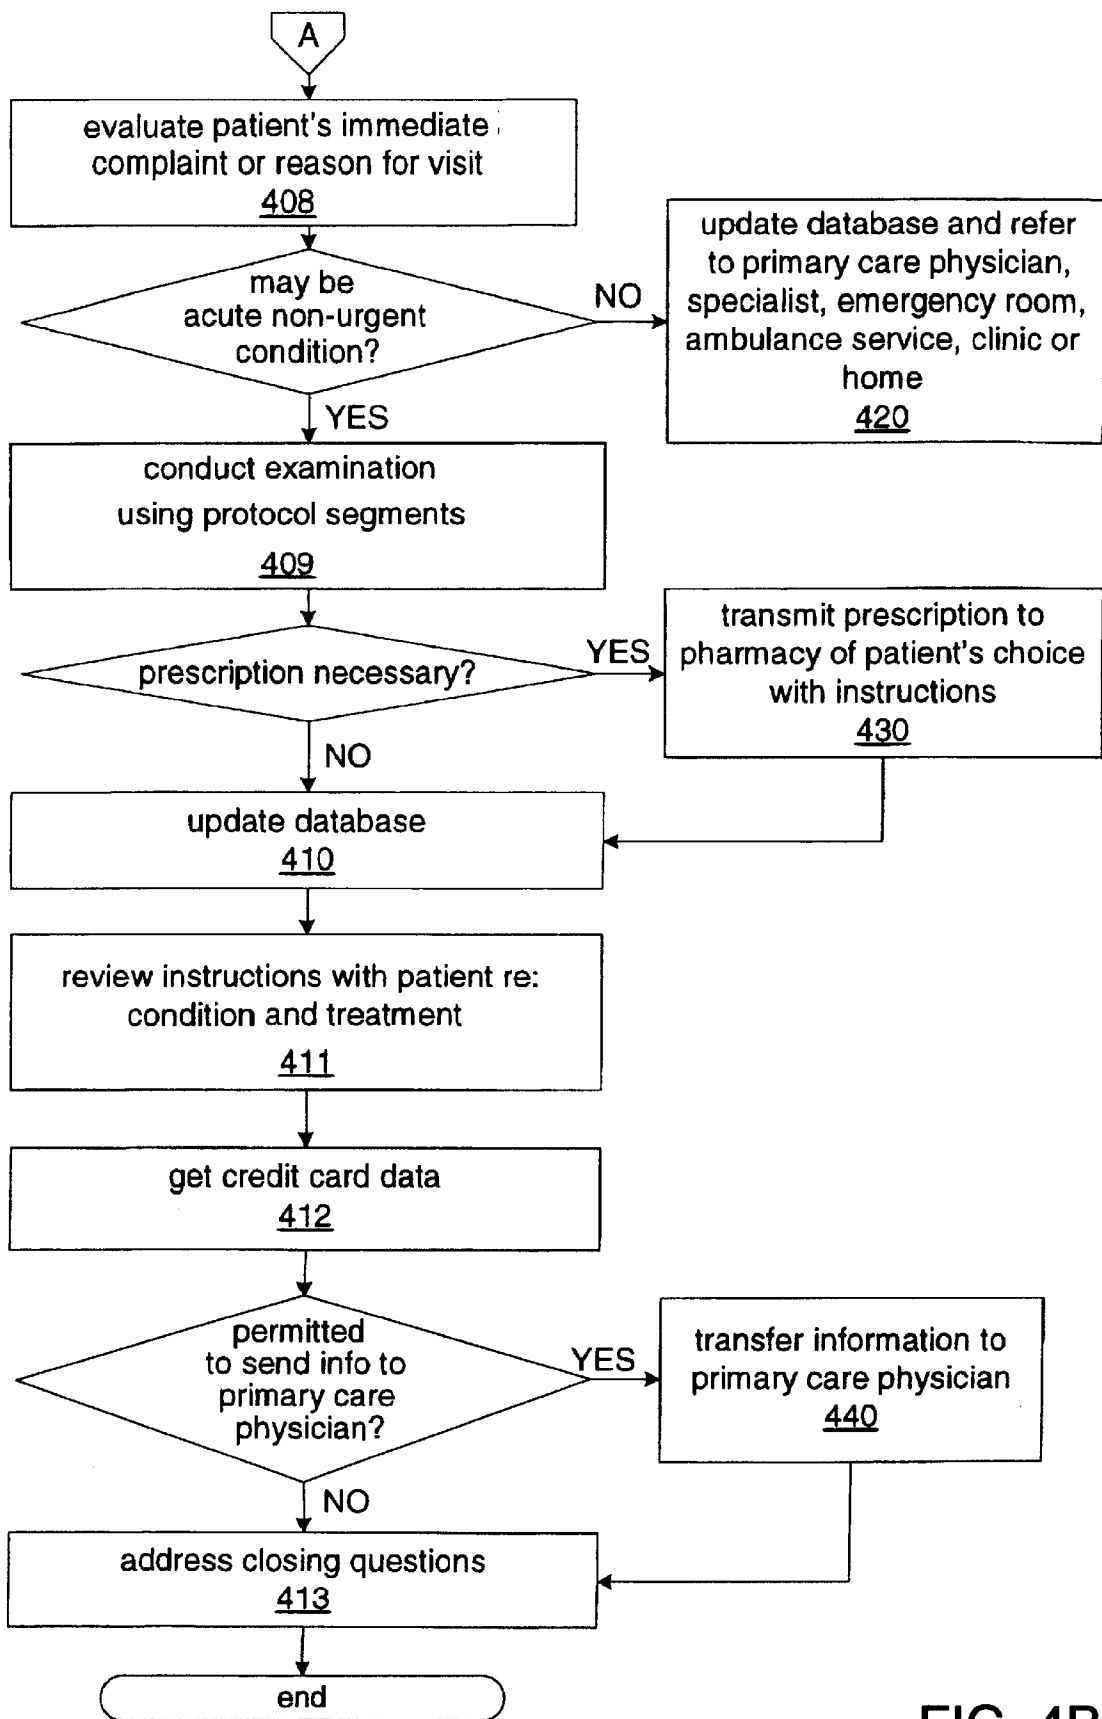 A
evaluate patient's immediate
complaint or reason for visit
408
may be
acute non-urgent
condition?
NO
update database and refer
to primary care physician,
specialist, emergency room,
ambulance service, clinic or
home
420
YES
conduct examination
using protocol segments
409
prescription necessary?
YES
transmit prescription to
pharmacy of patient's choice
with instructions
430
NO
update database
410
review instructions with patient re:
condition and treatment
411
get credit card data
412
permitted
to send info to
primary care
physician?
YES
transfer information to
primary care physician
440
NO
address closing questions
413
end
FIG. 4B